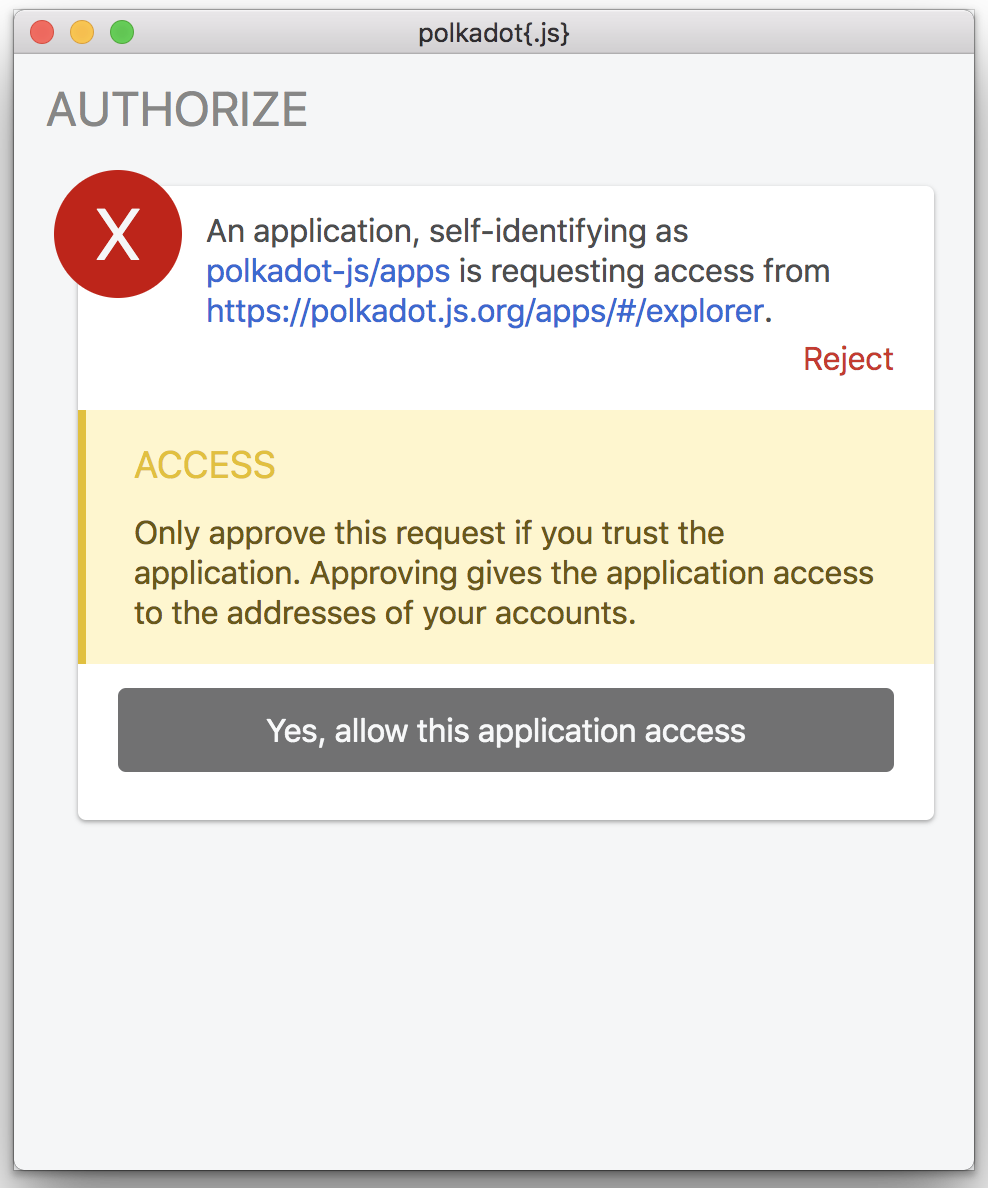 polkadot{.js}
AUTHORIZE
X
An application, self-identifying as
polkadot-js/apps is requesting access from
https://polkadot.js.org/apps/#/explorer.
Reject
ACCESS
Only approve this request if you trust the
application. Approving gives the application access
to the addresses of your accounts.
Yes, allow this application access